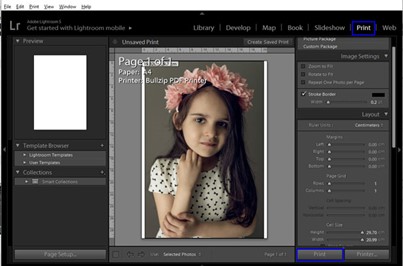 File Edit Print View Window Help
Lr
Adobe Lightroom 5
Get started with Lightroom mobile
Library | Develop | Map | Book | Slideshow | Print | Web
Preview
Template Browser
Lightroom Templates
User Templates
Collections
Smart Collections
Page Setup...
Unsaved Print
Create Saved Print
Page 1 of 1
Paper: A4
Printer: Bullzip PDF Printer
Use: Selected Photos
Page 1 of 1
Picture Package
Custom Package
Image Settings
Zoom to Fill
Rotate to Fit
Repeat One Photo per Page
Stroke Border
Width 0.2
Layout
Ruler Units: Centimeters
Margins
Left 0.00
Right 0.00
Top 0.00
Bottom 0.00
Page Grid
Rows 1
Columns 1
Cell Spacing
Cell Size
Height 29.70
Width 20.99
Print
Printer...